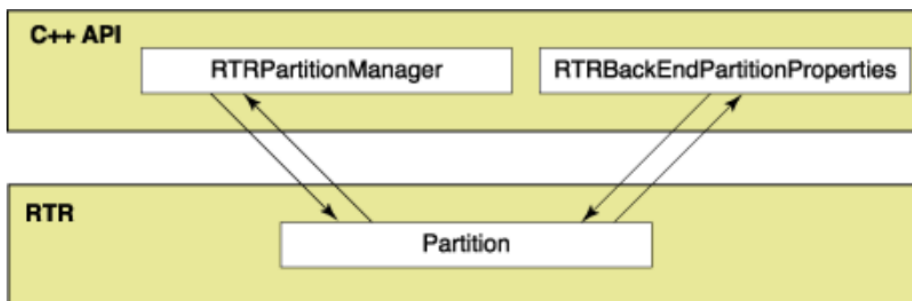 C++ API
RTRPartitionManager
RTRBackEndPartitionProperties
RTR
Partition